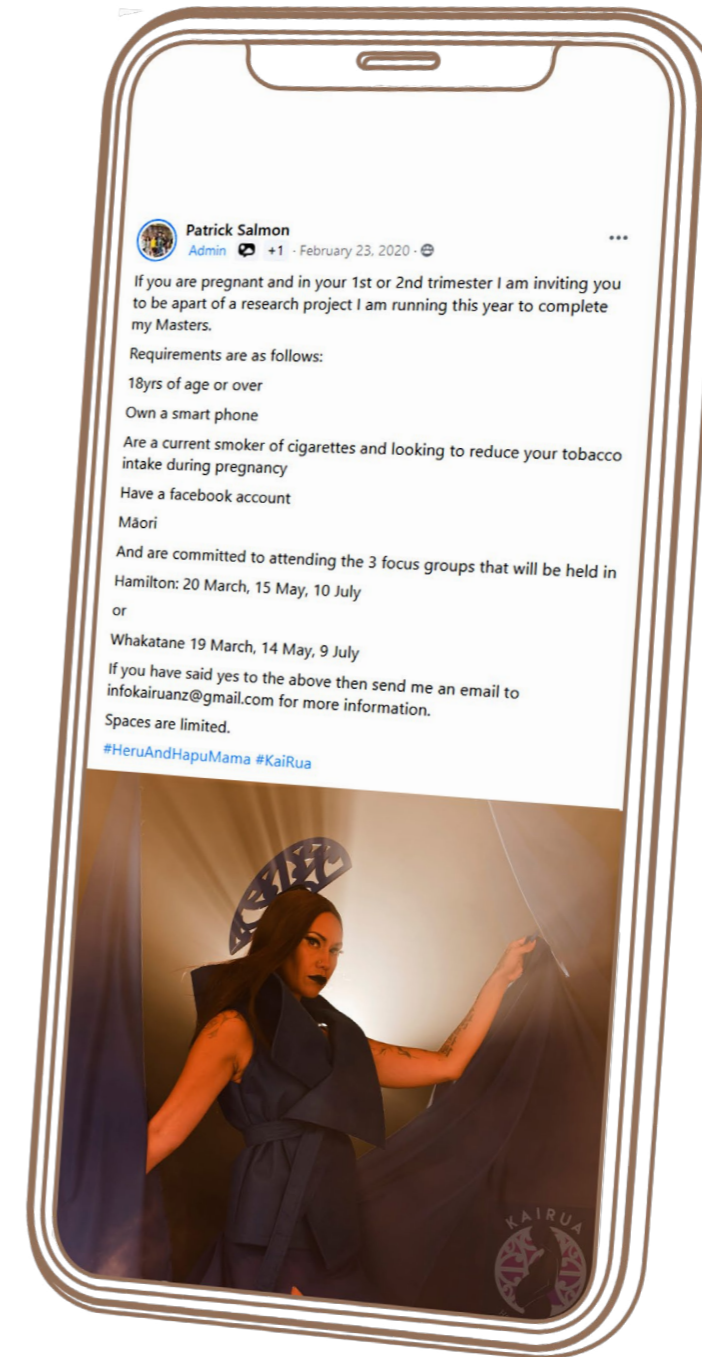 Patrick Salmon
Admin +1 · February 23, 2020 ·
If you are pregnant and in your 1st or 2nd trimester I am inviting you
to be apart of a research project I am running this year to complete
my Masters.
Requirements are as follows:
18yrs of age or over
Own a smart phone
Are a current smoker of cigarettes and looking to reduce your tobacco
intake during pregnancy
Have a facebook account
Māori
And are committed to attending the 3 focus groups that will be held in
Hamilton: 20 March, 15 May, 10 July
or
Whakatane 19 March, 14 May, 9 July
If you have said yes to the above then send me an email to
infokairuanz@gmail.com for more information.
Spaces are limited.
#HeruAndHapuMama #KaiRua
KAIRUA